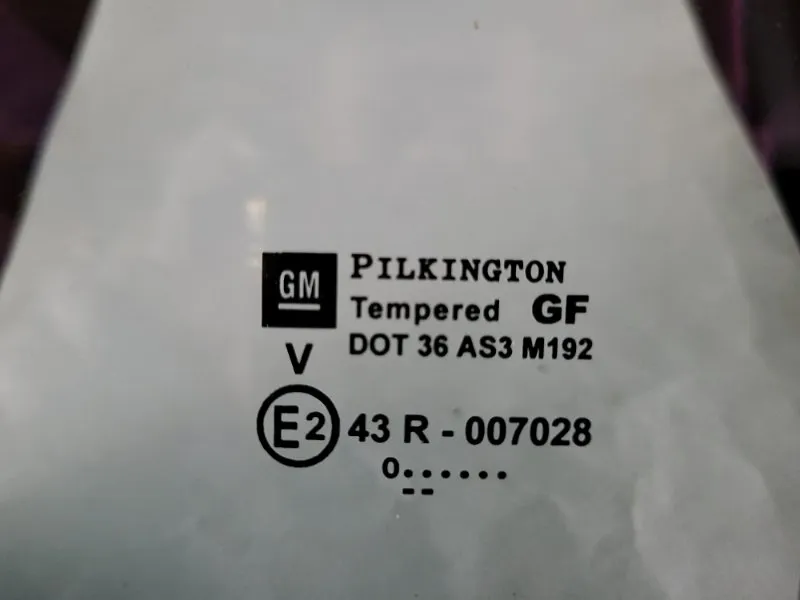 GM PILKINGTON
Tempered GF
V DOT 36 AS3 M192
E2 43 R - 007028
0......
--